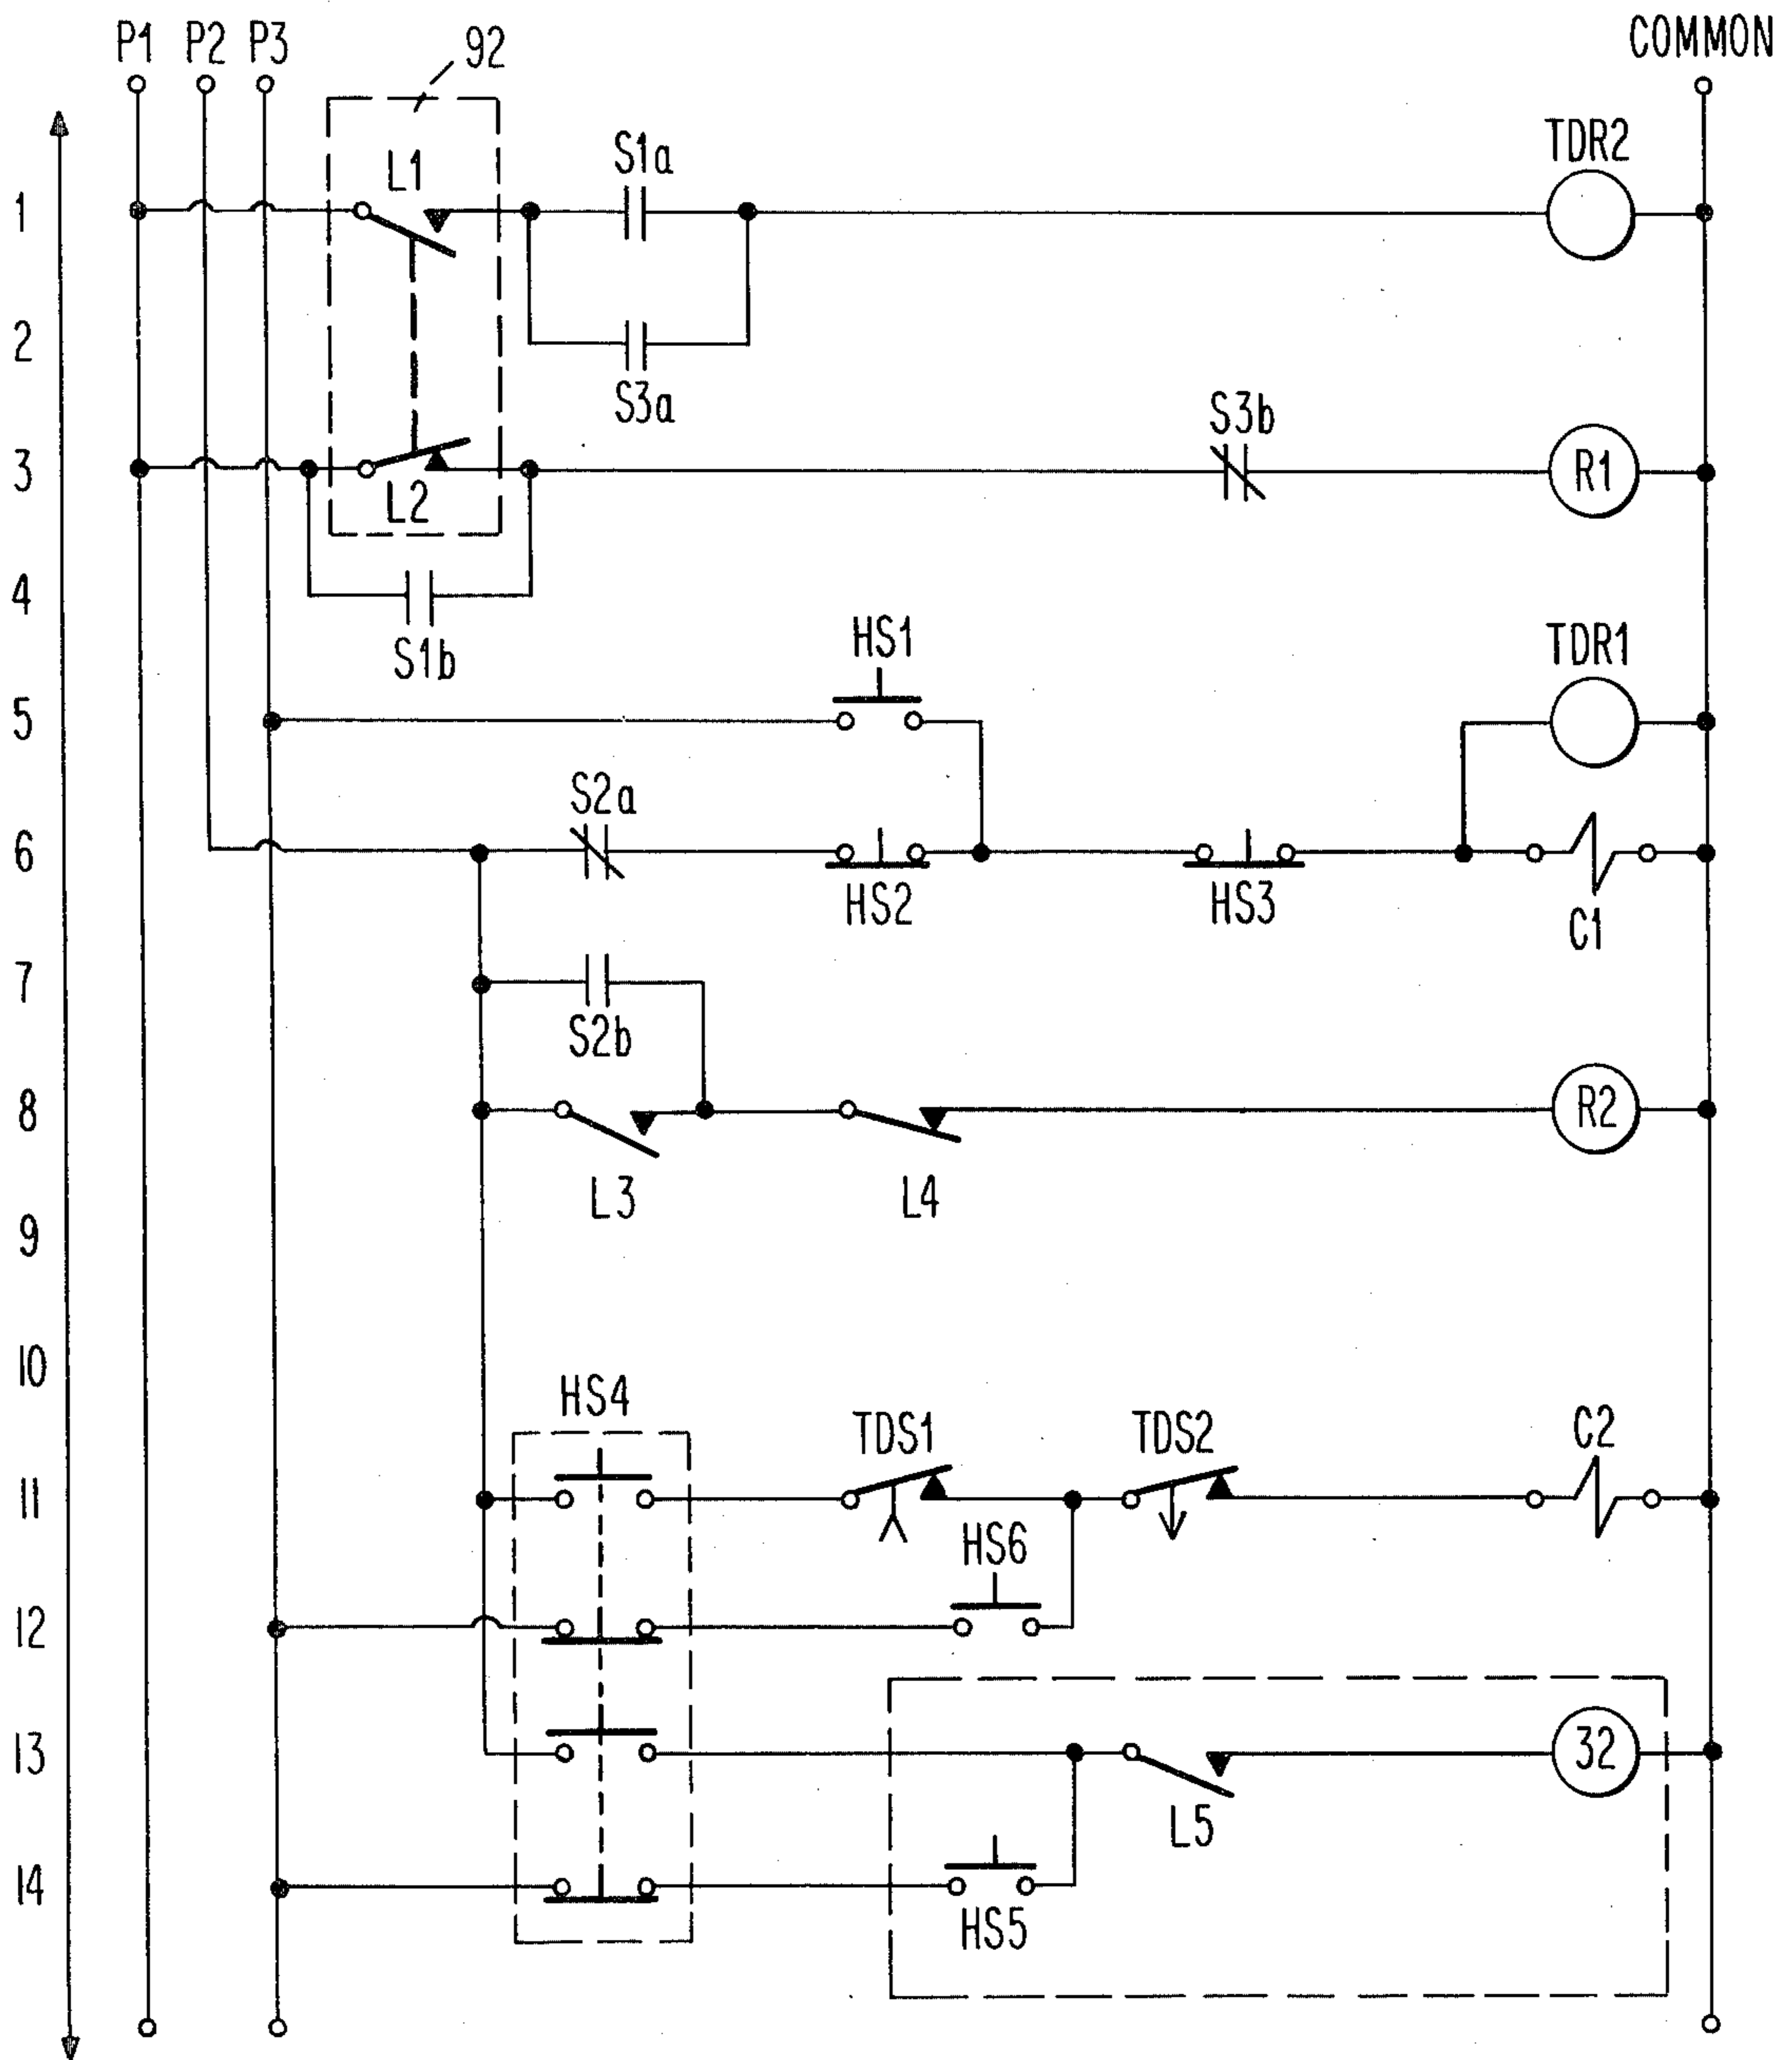 P1 P2 P3 92 COMMON
TDR2
S1a
L1
1
2
S3a
S3b
3 R1
L2
4
S1b
HS1 TDR1
5
S2a
6
HS2 HS3 C1
7
S2b
8 R2
L3 L4
9
10
HS4 TDS1 TDS2 C2
11
HS6
12
13 32
L5
14
HS5